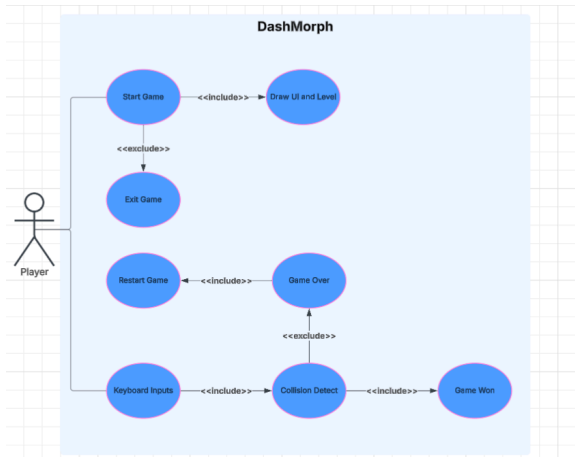 DashMorph
Start Game
<<include>>
Draw UI and Level
<<exclude>>
Exit Game
Player
Restart Game
<<include>>
Game Over
<<exclude>>
Keyboard Inputs
<<include>>
Collision Detect
<<include>>
Game Won